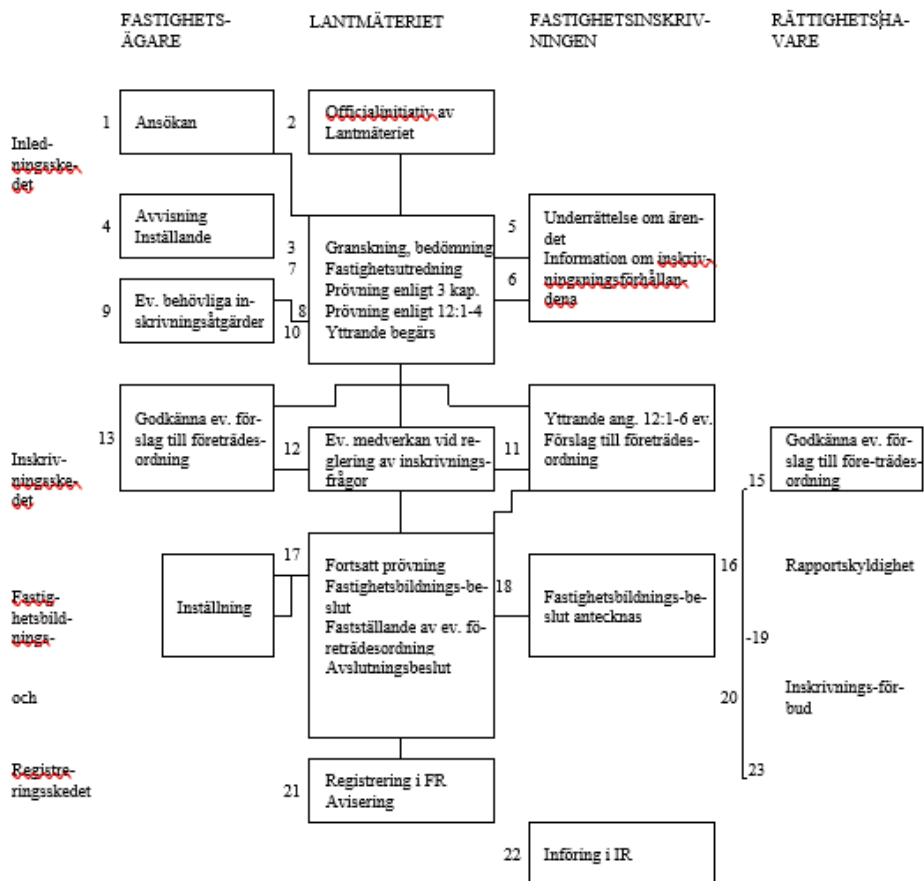 FASTIGHETS-
ÄGARE
LANTMÄTERIET
FASTIGHETSINSKRIV-
NINGEN
RÄTTIGHETSHA-
VARE
Inled-
ningsske-
det
1
Ansökan
2
Officialinitiativ av
Lantmäteriet
4
Avvisning
Inställande
3
7
8
10
Granskning, bedömning
Fastighetsutredning
Prövning enligt 3 kap.
Prövning enligt 12:1-4
Yttrande begärs
5
6
Underrättelse om ären-
det
Information om inskriv-
ningsningsförhållan-
dena
9
Ev. behövliga in-
skrivningsåtgärder
Inskriv-
ningsske-
det
13
Godkänna ev. för-
slag till företrädes-
ordning
12
Ev. medverkan vid re-
glering av inskrivnings-
frågor
11
Yttrande ang. 12:1-6 ev.
Förslag till företrädes-
ordning
15
Godkänna ev. för-
slag till före-trädes-
ordning
Fastig-
hetsbild-
nings-
och
Registre-
ringsskedet
Inställning
17
Fortsatt prövning
Fastighetsbildnings-be-
slut
Fastställande av ev. fö-
reträdesordning
Avslutningsbeslut
18
Fastighetsbildnings-be-
slut antecknas
16
Rapportskyldighet
-19
20
Inskrivnings-för-
bud
23
21
Registrering i FR
Avisering
22
Införing i IR